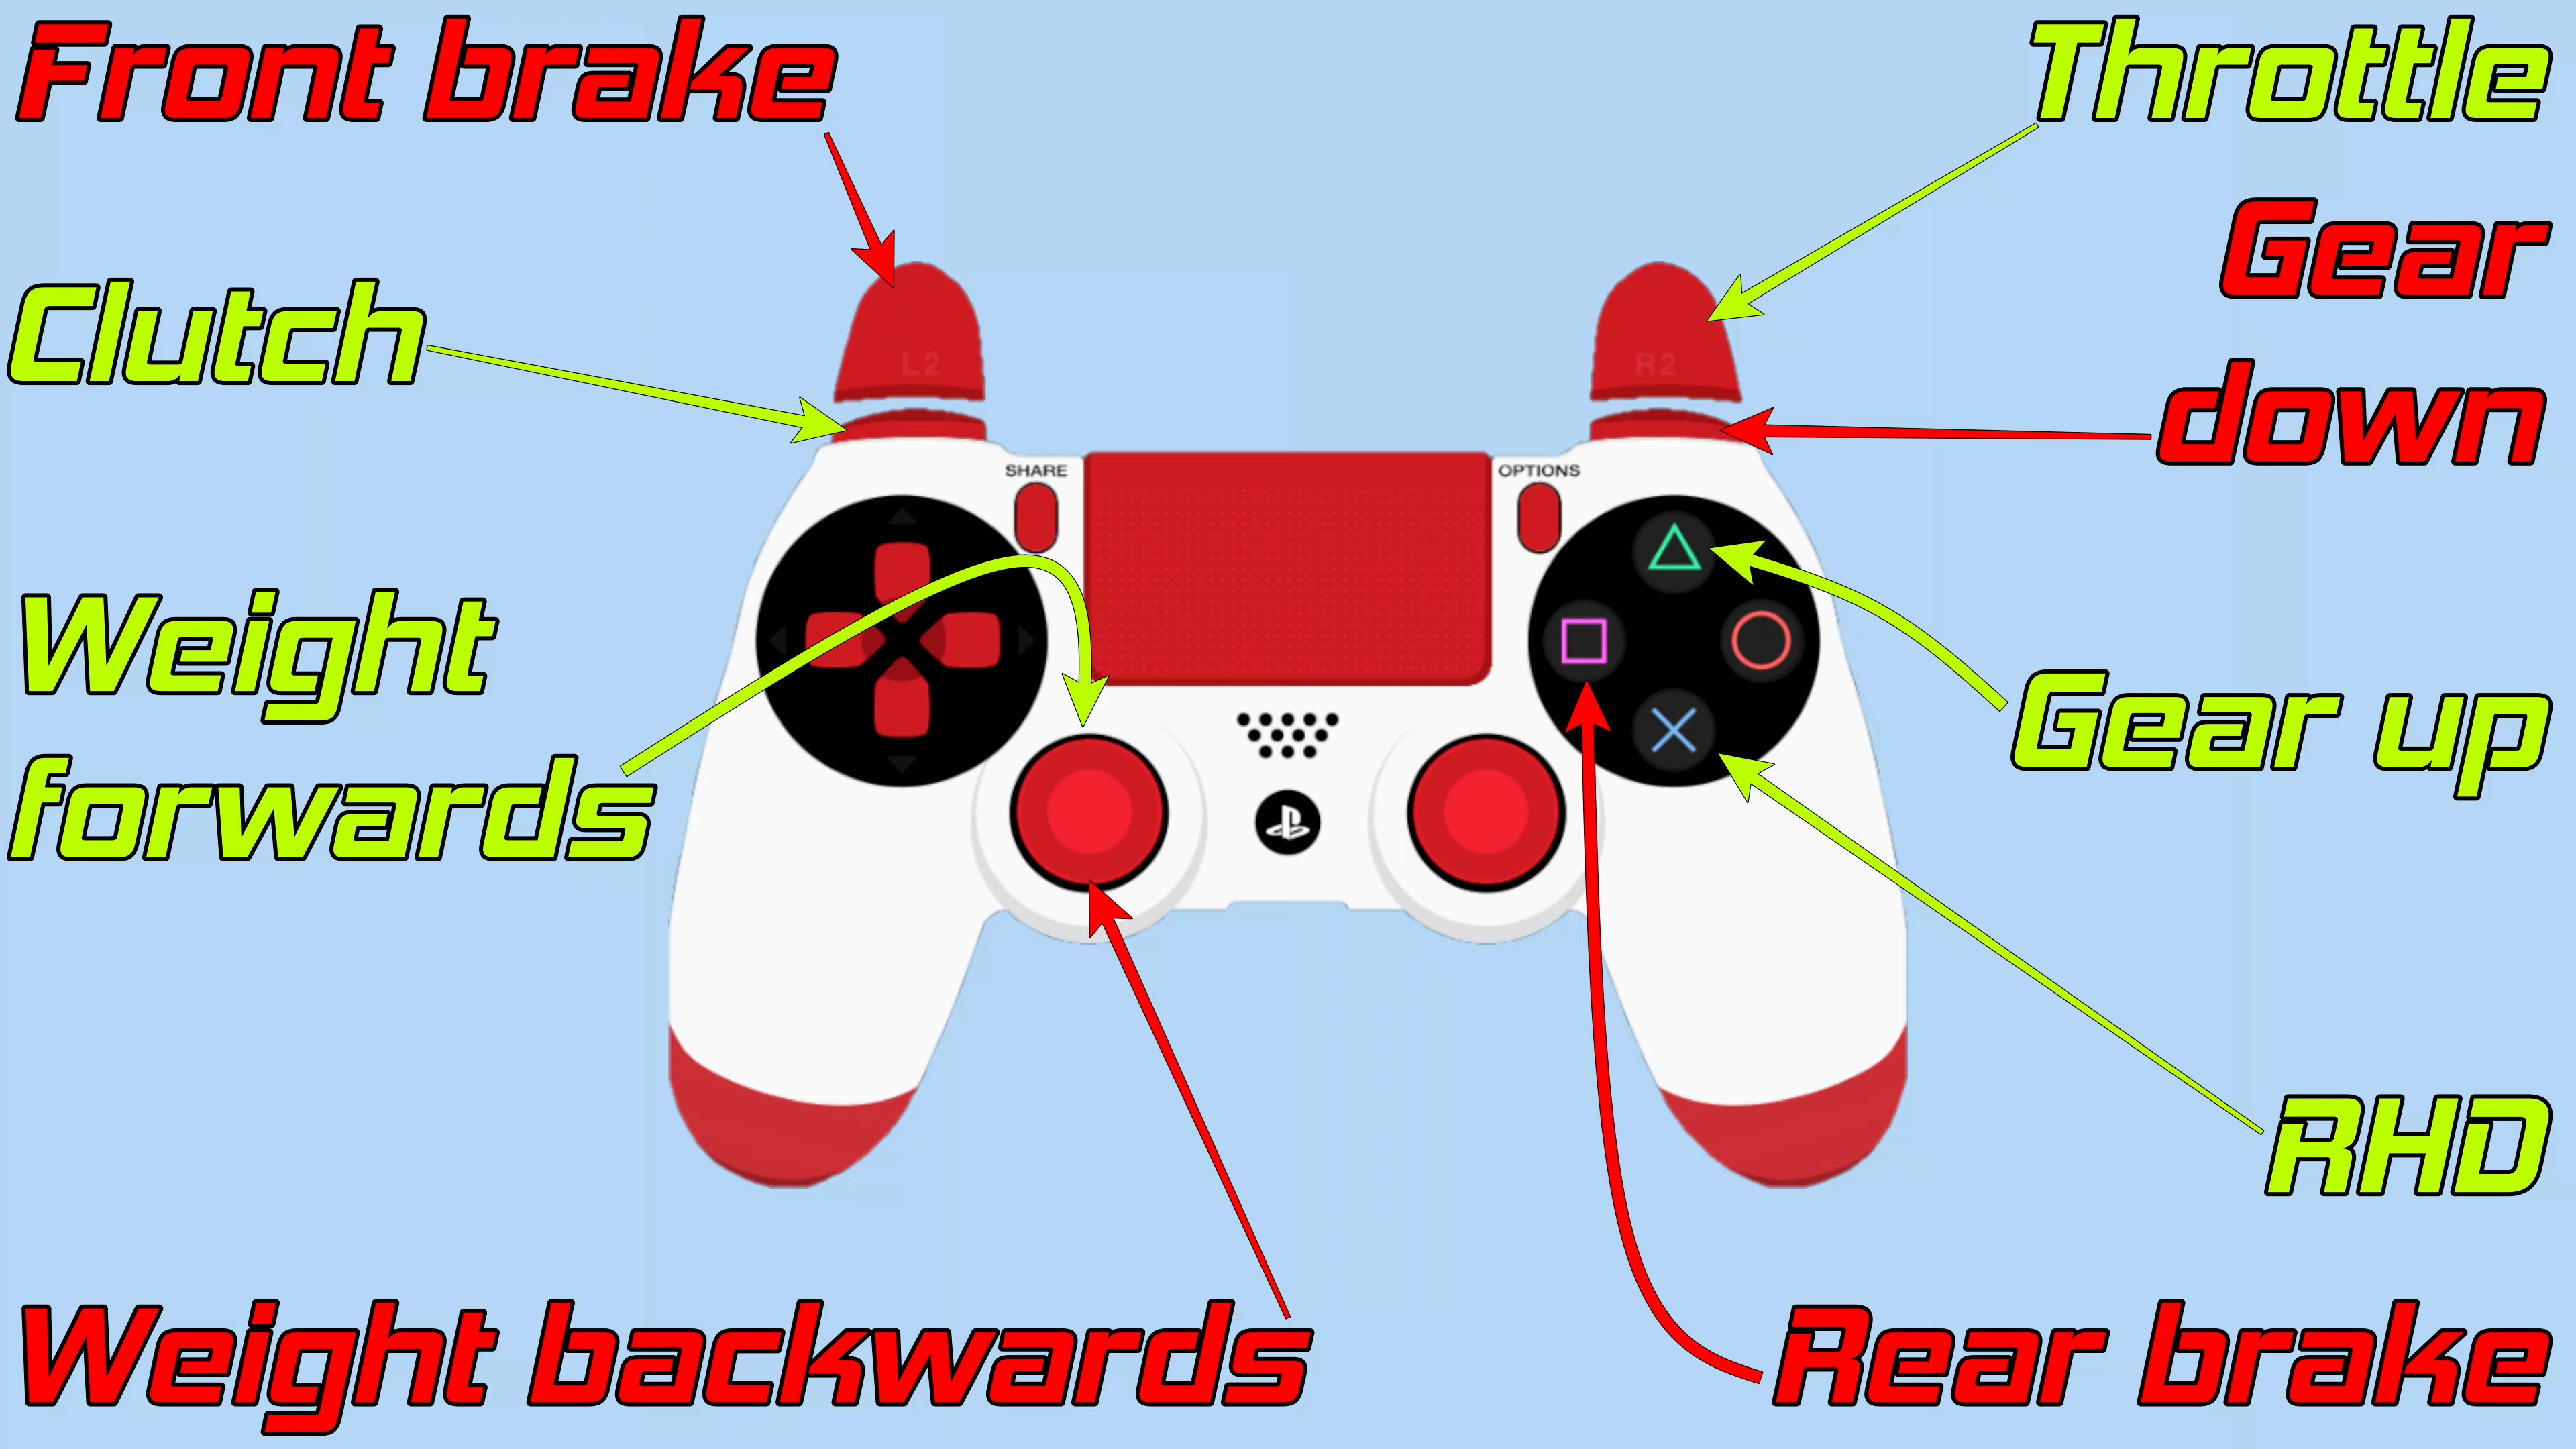 Front brake
Throttle
Gear
down
Clutch
L2
R2
SHARE
OPTIONS
Weight
forwards
Gear up
RHD
Weight backwards
Rear brake